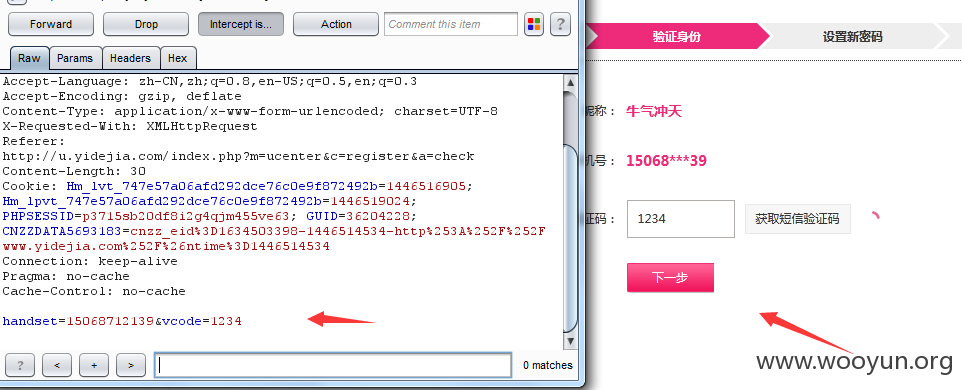 Forward
Drop
Intercept is...
Action
Comment this item
?
Raw
Params
Headers
Hex
Accept-Language: zh-CN,zh;q=0.8,en-US;q=0.5,en;q=0.3
Accept-Encoding: gzip, deflate
Content-Type: application/x-www-form-urlencoded; charset=UTF-8
X-Requested-With: XMLHttpRequest
Referer:
http://u.yidejia.com/index.php?m=ucenter&c=register&a=check
Content-Length: 30
Cookie: Hm_lvt_747e57a06afd292dce76c0e9f872492b=1446516905;
Hm_lpvt_747e57a06afd292dce76c0e9f872492b=1446519024;
PHPSESSID=p3715sb20df8i2g4qjm455ve63; GUID=36204228;
CNZZDATA5693183=cnzz_eid%3D1634503398-1446514534-http%253A%252F%252F
www.yidejia.com%252F%26ntime%3D1446514534
Connection: keep-alive
Pragma: no-cache
Cache-Control: no-cache
handset=15068712139&vcode=1234
?
<
+
>
0 matches
验证身份
设置新密码
昵称：
牛气冲天
机号：
15068***39
证码：
1234
获取短信验证码
下一步
www.wooyun.org